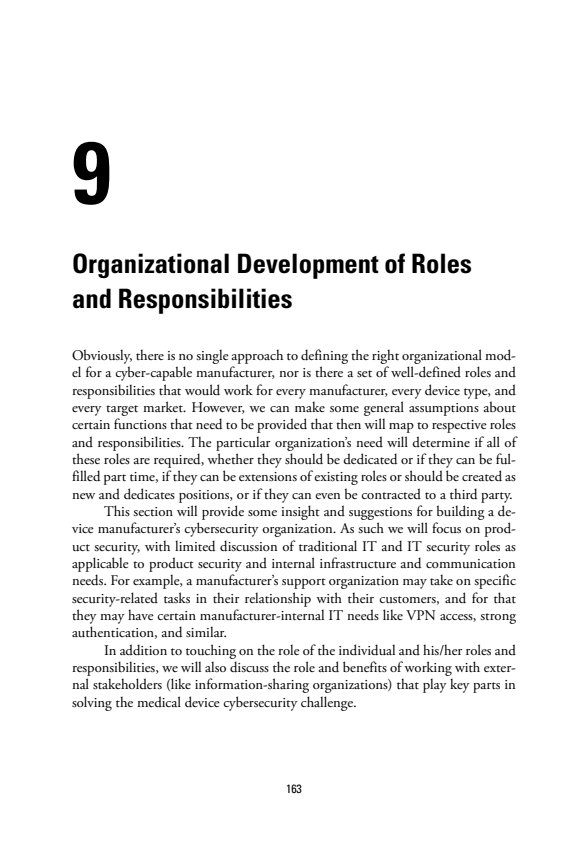 9
Organizational Development of Roles
and Responsibilities
Obviously, there is no single approach to defining the right organizational mod-
el for a cyber-capable manufacturer, nor is there a set of well-defined roles and
responsibilities that would work for every manufacturer, every device type, and
every target market. However, we can make some general assumptions about
certain functions that need to be provided that then will map to respective roles
and responsibilities. The particular organization's need will determine if all of
these roles are required, whether they should be dedicated or if they can be ful-
filled part time, if they can be extensions of existing roles or should be created as
new and dedicates positions, or if they can even be contracted to a third party.
This section will provide some insight and suggestions for building a de-
vice manufacturer's cybersecurity organization. As such we will focus on prod-
uct security, with limited discussion of traditional IT and IT security roles as
applicable to product security and internal infrastructure and communication
needs. For example, a manufacturer's support organization may take on specific
security-related tasks in their relationship with their customers, and for that
they may have certain manufacturer-internal IT needs like VPN access, strong
authentication, and similar.
In addition to touching on the role of the individual and his/her roles and
responsibilities, we will also discuss the role and benefits of working with exter-
nal stakeholders (like information-sharing organizations) that play key parts in
solving the medical device cybersecurity challenge.
163